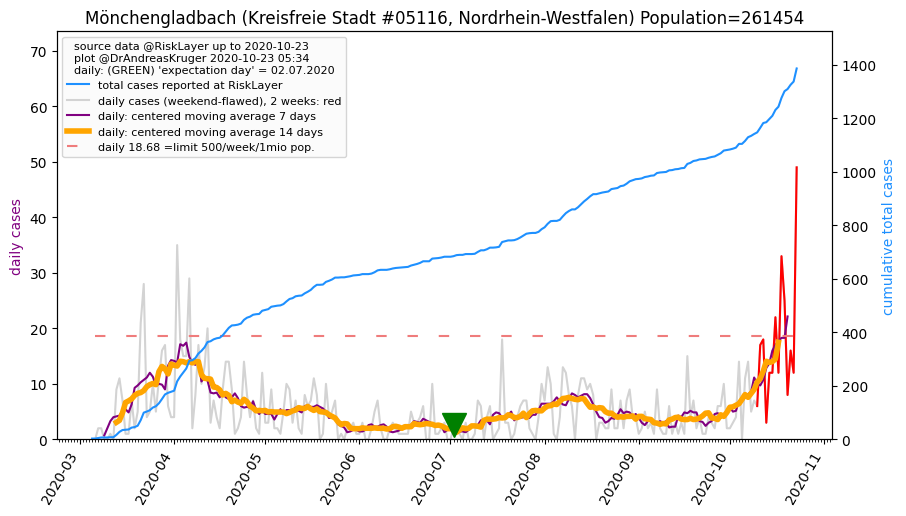 Mönchengladbach (Kreisfreie Stadt #05116, Nordrhein-Westfalen) Population=261454
source data @RiskLayer up to 2020-10-23
plot @DrAndreasKruger 2020-10-23 05:34
daily: (GREEN) 'expectation day' = 02.07.2020
total cases reported at RiskLayer
daily cases (weekend-flawed), 2 weeks: red
daily: centered moving average 7 days
daily: centered moving average 14 days
daily 18.68 =limit 500/week/1mio pop.
daily cases
70
60
50
40
30
20
10
0
cumulative total cases
1400
1200
1000
800
600
400
200
0
2020-03
2020-04
2020-05
2020-06
2020-07
2020-08
2020-09
2020-10
2020-11